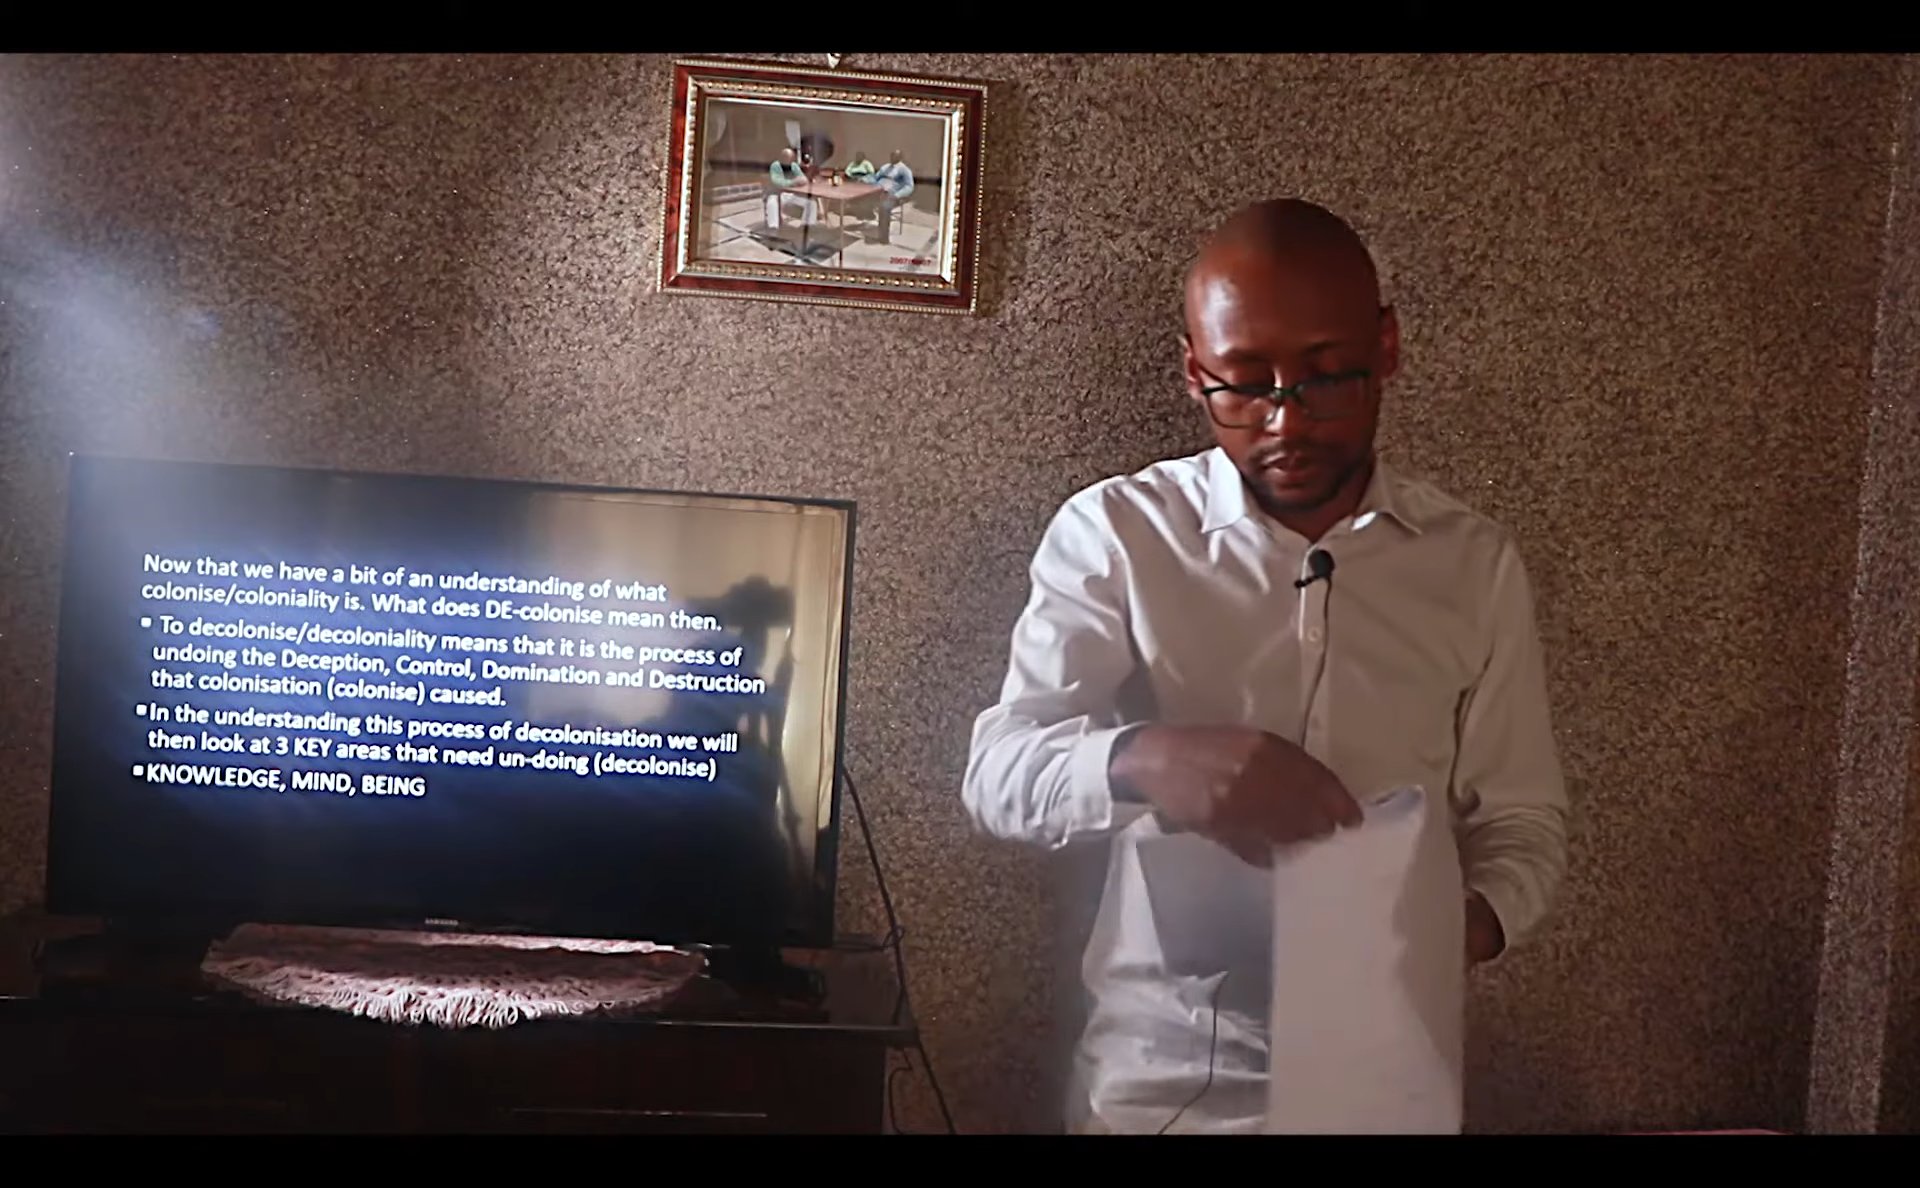 Now that we have a bit of an understanding of what
colonise/coloniality is. What does DE-colonise mean then.
▪ To decolonise/decoloniality means that it is the process of
undoing the Deception, Control, Domination and Destruction
that colonisation (colonise) caused.
▪In the understanding this process of decolonisation we will
then look at 3 KEY areas that need un-doing (decolonise)
▪KNOWLEDGE, MIND, BEING
SAMSUNG